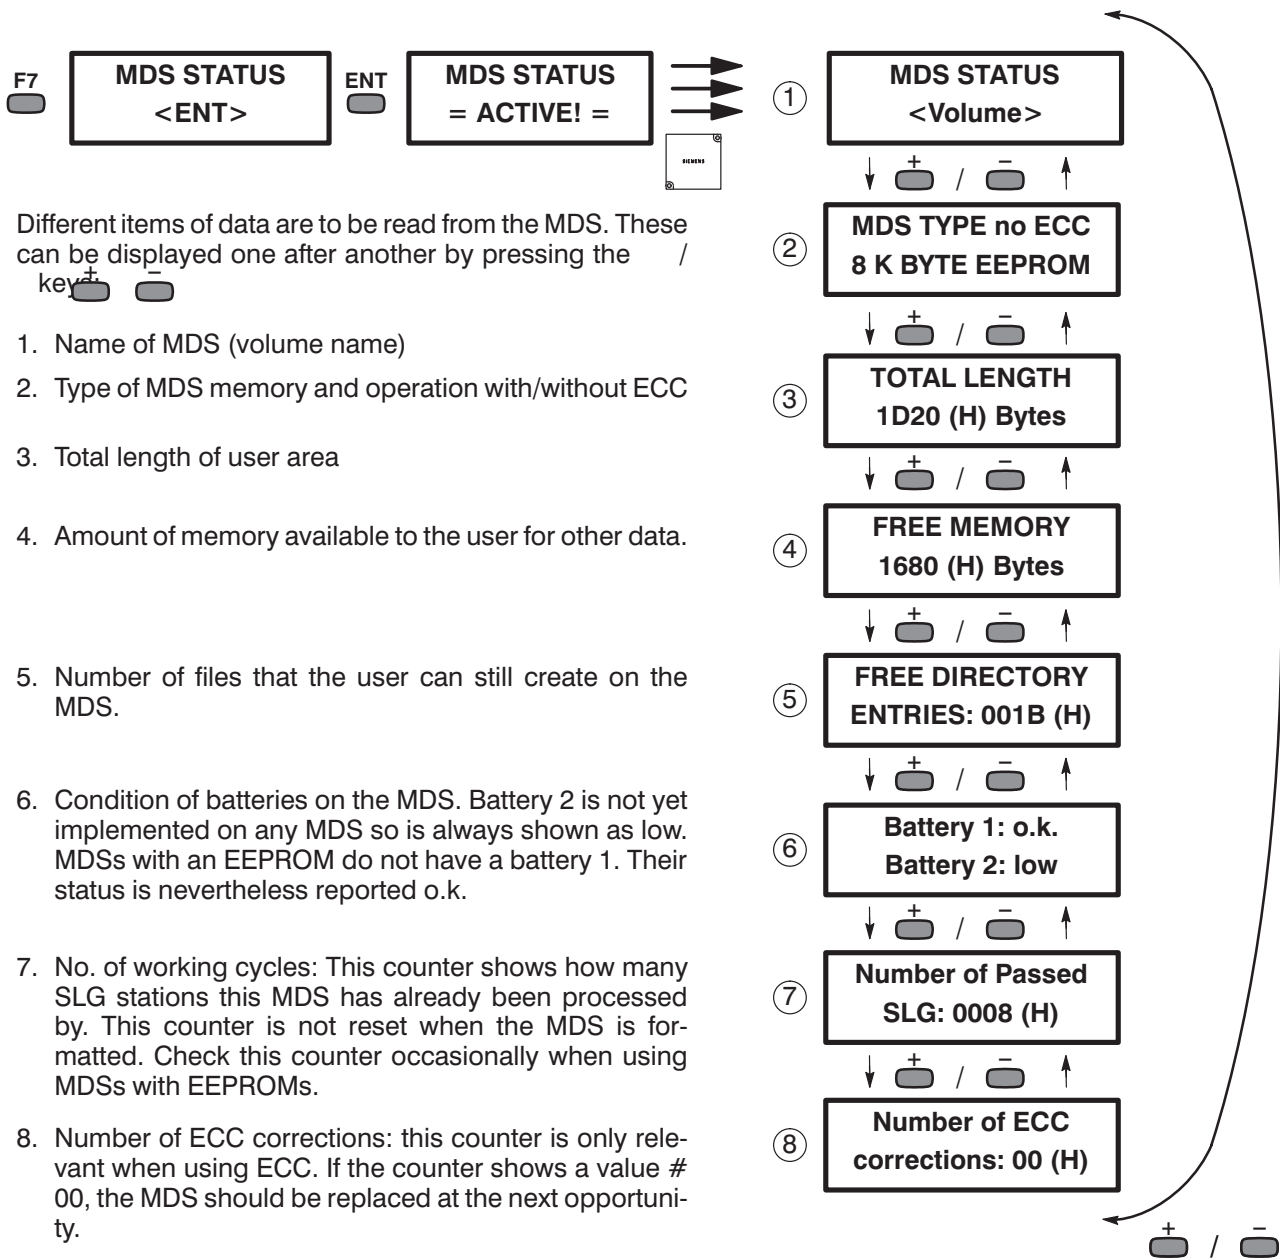 F7
MDS STATUS
<ENT>
ENT
MDS STATUS
= ACTIVE! =
SIEMENS
Different items of data are to be read from the MDS. These
can be displayed one after another by pressing the /
+ −
keys:
1. Name of MDS (volume name)
2. Type of MDS memory and operation with/without ECC
3. Total length of user area
4. Amount of memory available to the user for other data.
5. Number of files that the user can still create on the
MDS.
6. Condition of batteries on the MDS. Battery 2 is not yet
implemented on any MDS so is always shown as low.
MDSs with an EEPROM do not have a battery 1. Their
status is nevertheless reported o.k.
7. No. of working cycles: This counter shows how many
SLG stations this MDS has already been processed
by. This counter is not reset when the MDS is for-
matted. Check this counter occasionally when using
MDSs with EEPROMs.
8. Number of ECC corrections: this counter is only rele-
vant when using ECC. If the counter shows a value #
00, the MDS should be replaced at the next opportuni-
ty.
1
MDS STATUS
<Volume>
+ / −
2
MDS TYPE no ECC
8 K BYTE EEPROM
+ / −
3
TOTAL LENGTH
1D20 (H) Bytes
+ / −
4
FREE MEMORY
1680 (H) Bytes
+ / −
5
FREE DIRECTORY
ENTRIES: 001B (H)
+ / −
6
Battery 1: o.k.
Battery 2: low
+ / −
7
Number of Passed
SLG: 0008 (H)
+ / −
8
Number of ECC
corrections: 00 (H)
+ / −